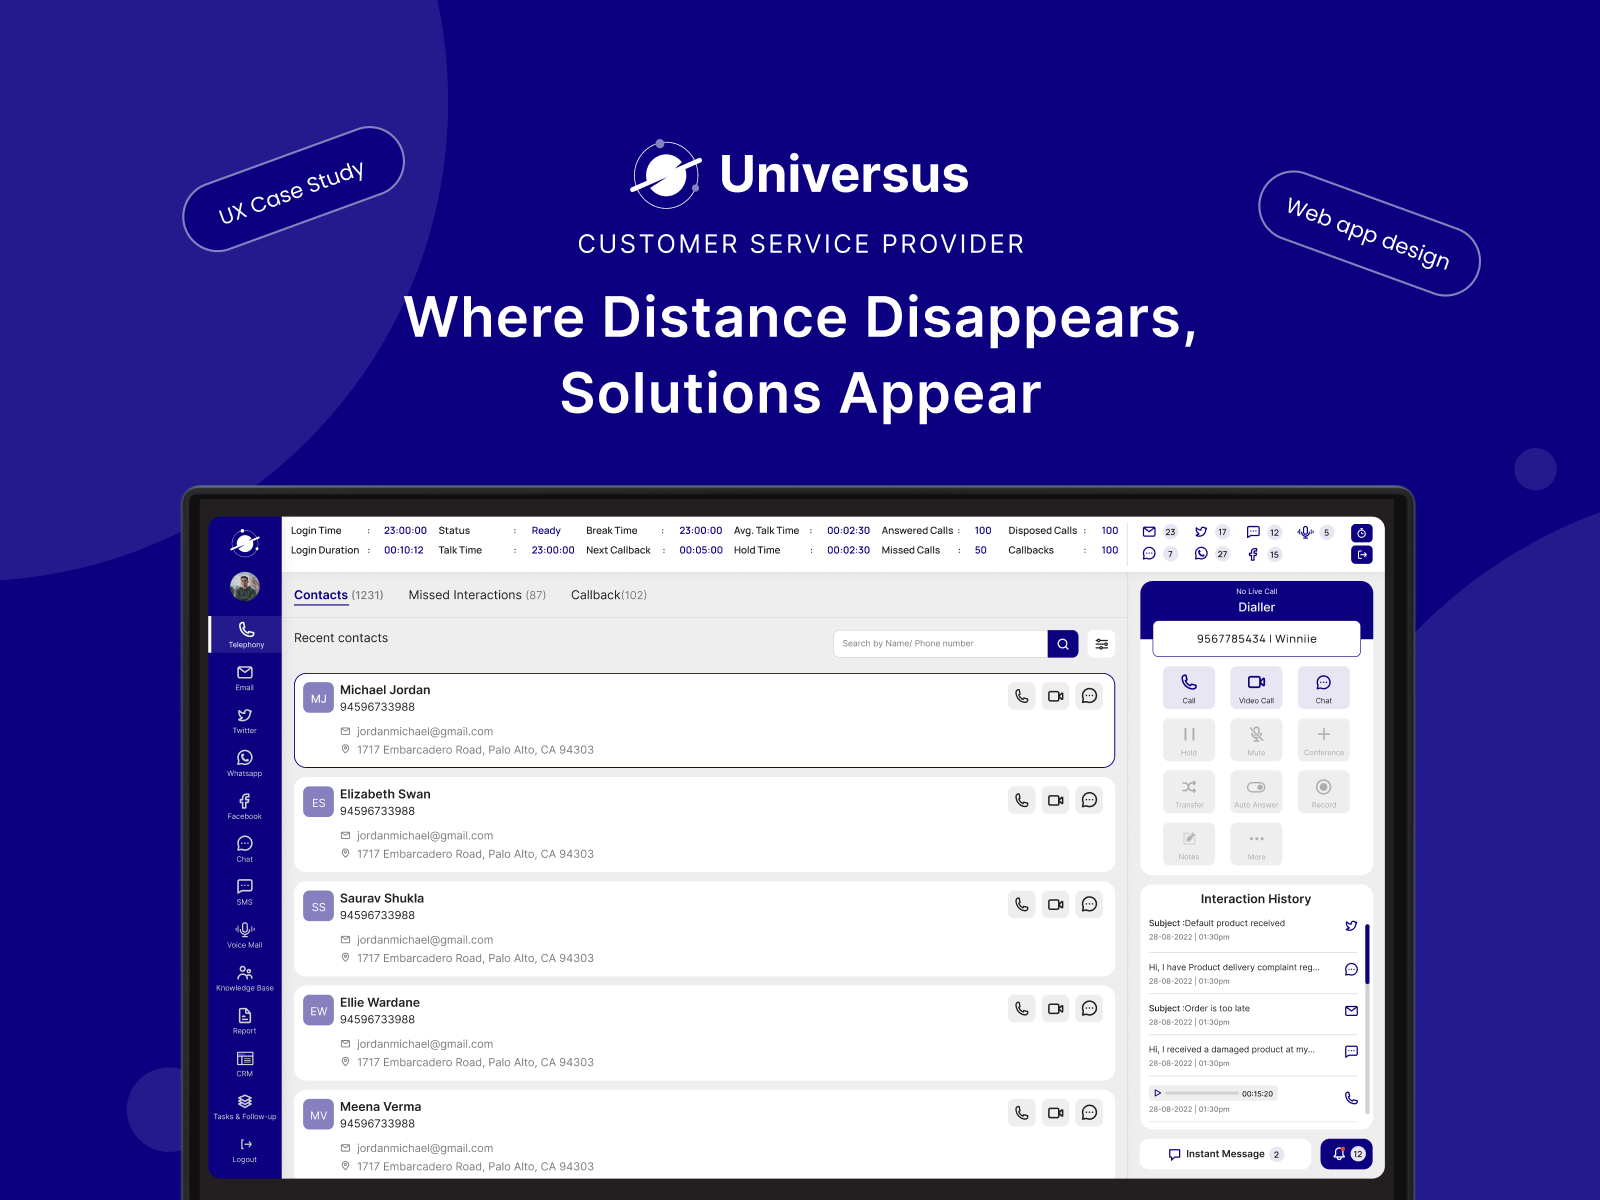 UX Case Study
Universus
Web app design
CUSTOMER SERVICE PROVIDER
Where Distance Disappears,
Solutions Appear
Login Time : 23:00:00 Status : Ready Break Time : 23:00:00 Avg. Talk Time : 00:02:30 Answered Calls : 100 Disposed Calls : 100
Login Duration : 00:10:12 Talk Time : 23:00:00 Next Callback : 00:05:00 Hold Time : 00:02:30 Missed Calls : 50 Callbacks : 100
23 17 12 5
7 27 15
Telephony
Email
Twitter
Whatsapp
Facebook
Chat
SMS
Voice Mail
Knowledge Base
Report
CRM
Tasks & Follow-up
Logout
Contacts (1231) Missed Interactions (87) Callback(102)
Recent contacts
Search by Name/ Phone number
MJ
Michael Jordan
94596733988
jordanmichael@gmail.com
1717 Embarcadero Road, Palo Alto, CA 94303
ES
Elizabeth Swan
94596733988
jordanmichael@gmail.com
1717 Embarcadero Road, Palo Alto, CA 94303
SS
Saurav Shukla
94596733988
jordanmichael@gmail.com
1717 Embarcadero Road, Palo Alto, CA 94303
EW
Ellie Wardane
94596733988
jordanmichael@gmail.com
1717 Embarcadero Road, Palo Alto, CA 94303
MV
Meena Verma
94596733988
jordanmichael@gmail.com
1717 Embarcadero Road, Palo Alto, CA 94303
No Live Call
Dialler
9567785434 | Winniie
Call Video Call Chat
Hold Mute Conference
Transfer Auto Answer Record
Notes More
Interaction History
Subject :Default product received
28-08-2022 | 01:30pm
Hi, I have Product delivery complaint reg...
28-08-2022 | 01:30pm
Subject :Order is too late
28-08-2022 | 01:30pm
Hi, I received a damaged product at my...
28-08-2022 | 01:30pm
00:15:20
28-08-2022 | 01:30pm
Instant Message 2
12